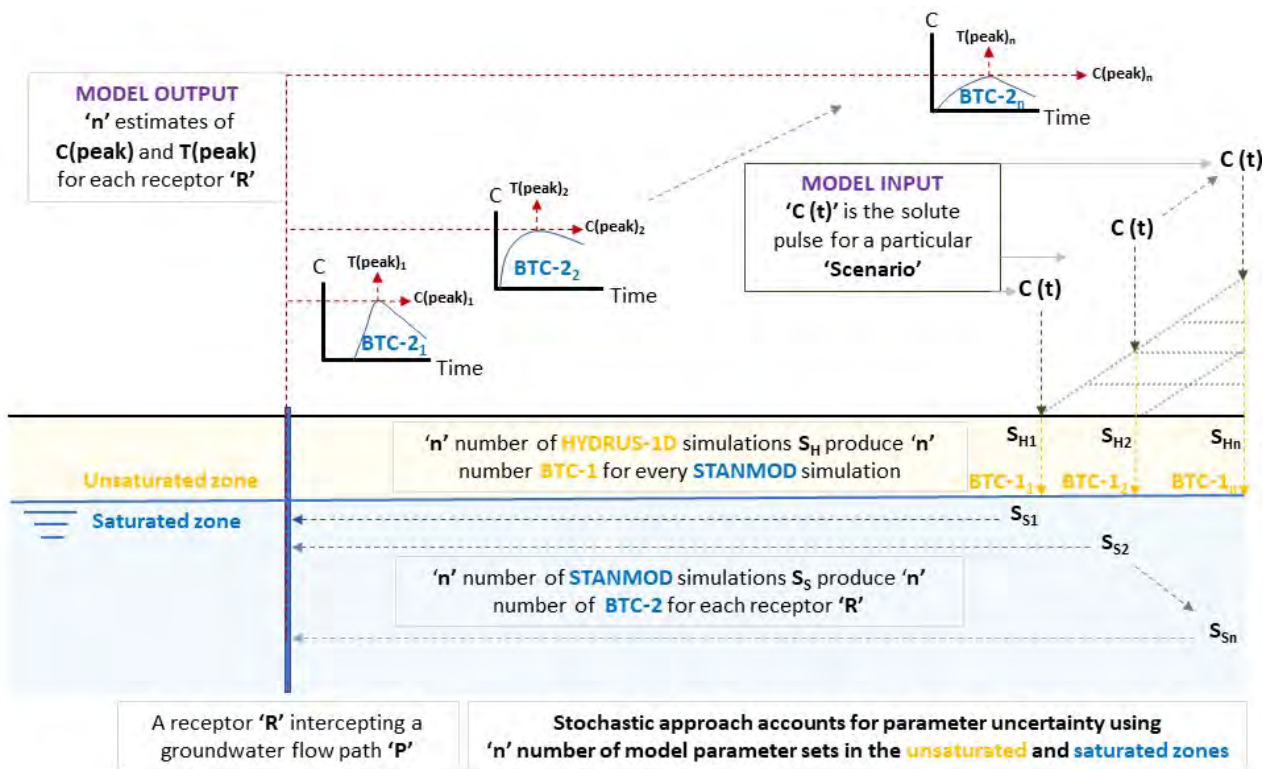 C
T(peak)n
C(peak)n
BTC-2n
Time
MODEL OUTPUT
‘n’ estimates of
C(peak) and T(peak)
for each receptor ‘R’
C
T(peak)2
C(peak)2
BTC-22
Time
MODEL INPUT
‘C (t)’ is the solute
pulse for a particular
‘Scenario’
C (t)
C (t)
C (t)
C
T(peak)1
C(peak)1
BTC-21
Time
‘n’ number of HYDRUS-1D simulations SH produce ‘n’
number BTC-1 for every STANMOD simulation
SH1
SH2
SHn
Unsaturated zone
BTC-11
BTC-12
BTC-1n
Saturated zone
SS1
SS2
‘n’ number of STANMOD simulations SS produce ‘n’
number of BTC-2 for each receptor ‘R’
SSn
A receptor ‘R’ intercepting a
groundwater flow path ‘P’
Stochastic approach accounts for parameter uncertainty using
‘n’ number of model parameter sets in the unsaturated and saturated zones